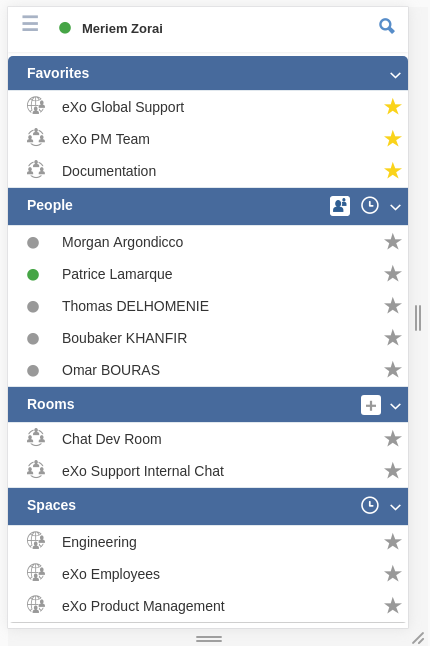 Meriem Zorai
Favorites
eXo Global Support
eXo PM Team
Documentation
People
Morgan Argondicco
Patrice Lamarque
Thomas DELHOMENIE
Boubaker KHANFIR
Omar BOURAS
Rooms
Chat Dev Room
eXo Support Internal Chat
Spaces
Engineering
eXo Employees
eXo Product Management